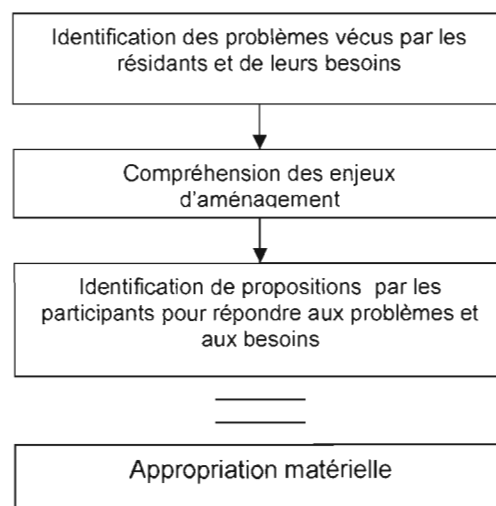 Identification des problèmes vécus par les
résidants et de leurs besoins
Compréhension des enjeux
d'aménagement
Identification de propositions par les
participants pour répondre aux problèmes et
aux besoins
Appropriation matérielle